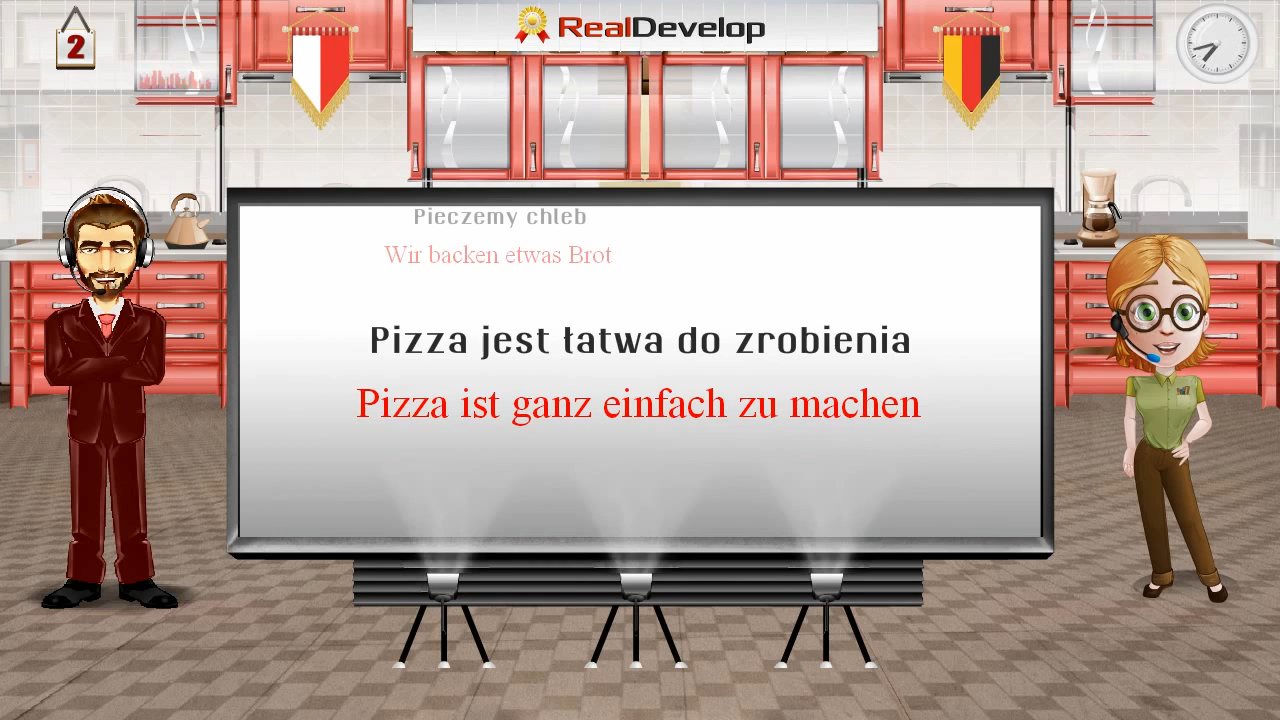 2
RealDevelop
Pieczemy chleb
Wir backen etwas Brot
Pizza jest łatwa do zrobienia
Pizza ist ganz einfach zu machen